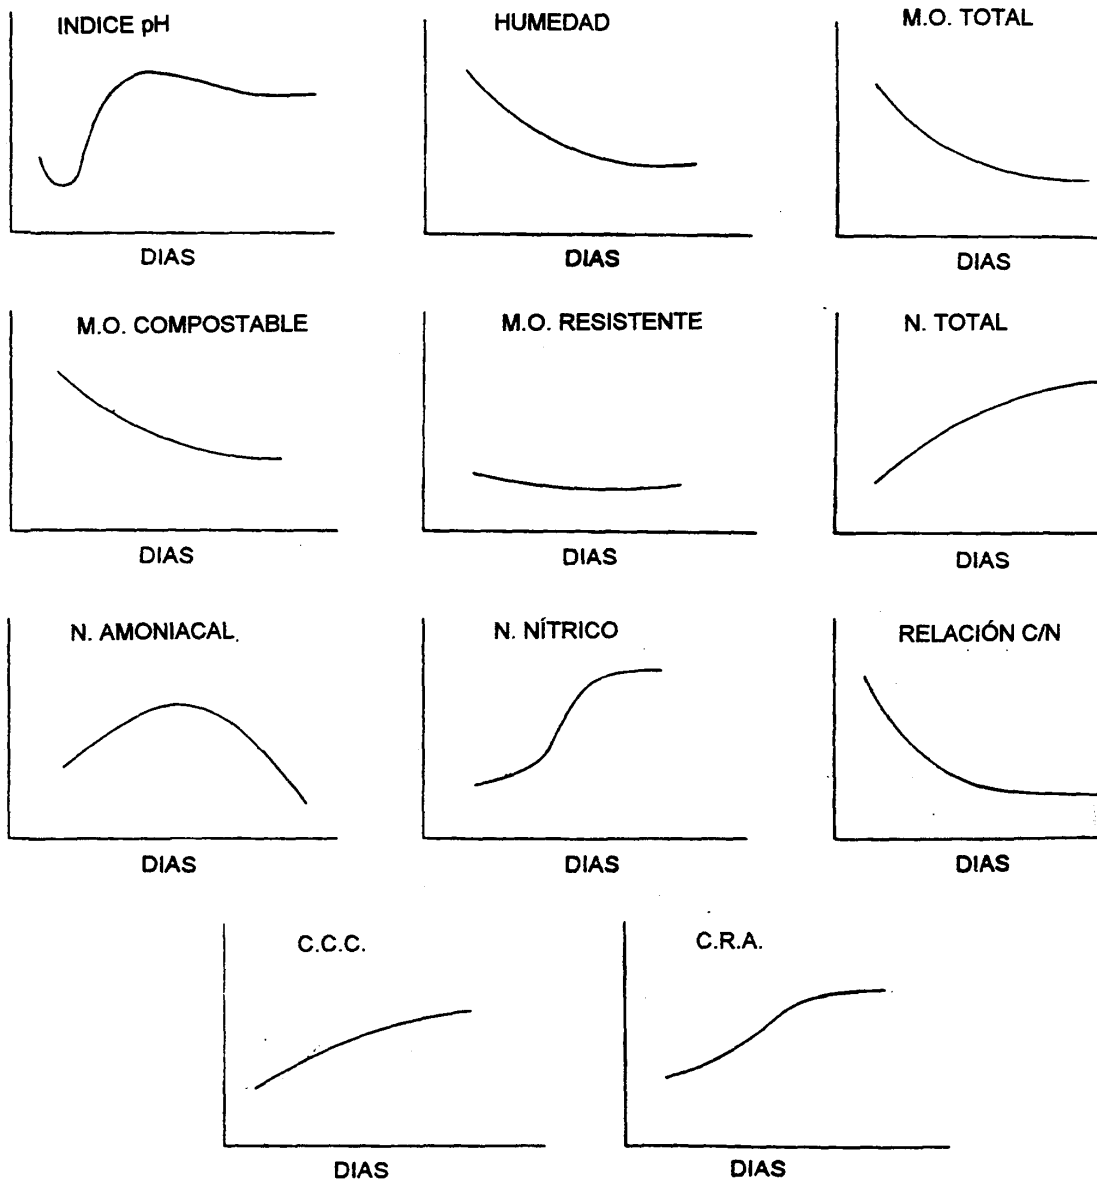 INDICE pH
HUMEDAD
M.O. TOTAL
DIAS
DIAS
DIAS
M.O. COMPOSTABLE
M.O. RESISTENTE
N. TOTAL
DIAS
DIAS
DIAS
N. AMONIACAL
N. NÍTRICO
RELACIÓN C/N
DIAS
DIAS
DIAS
C.C.C.
C.R.A.
DIAS
DIAS